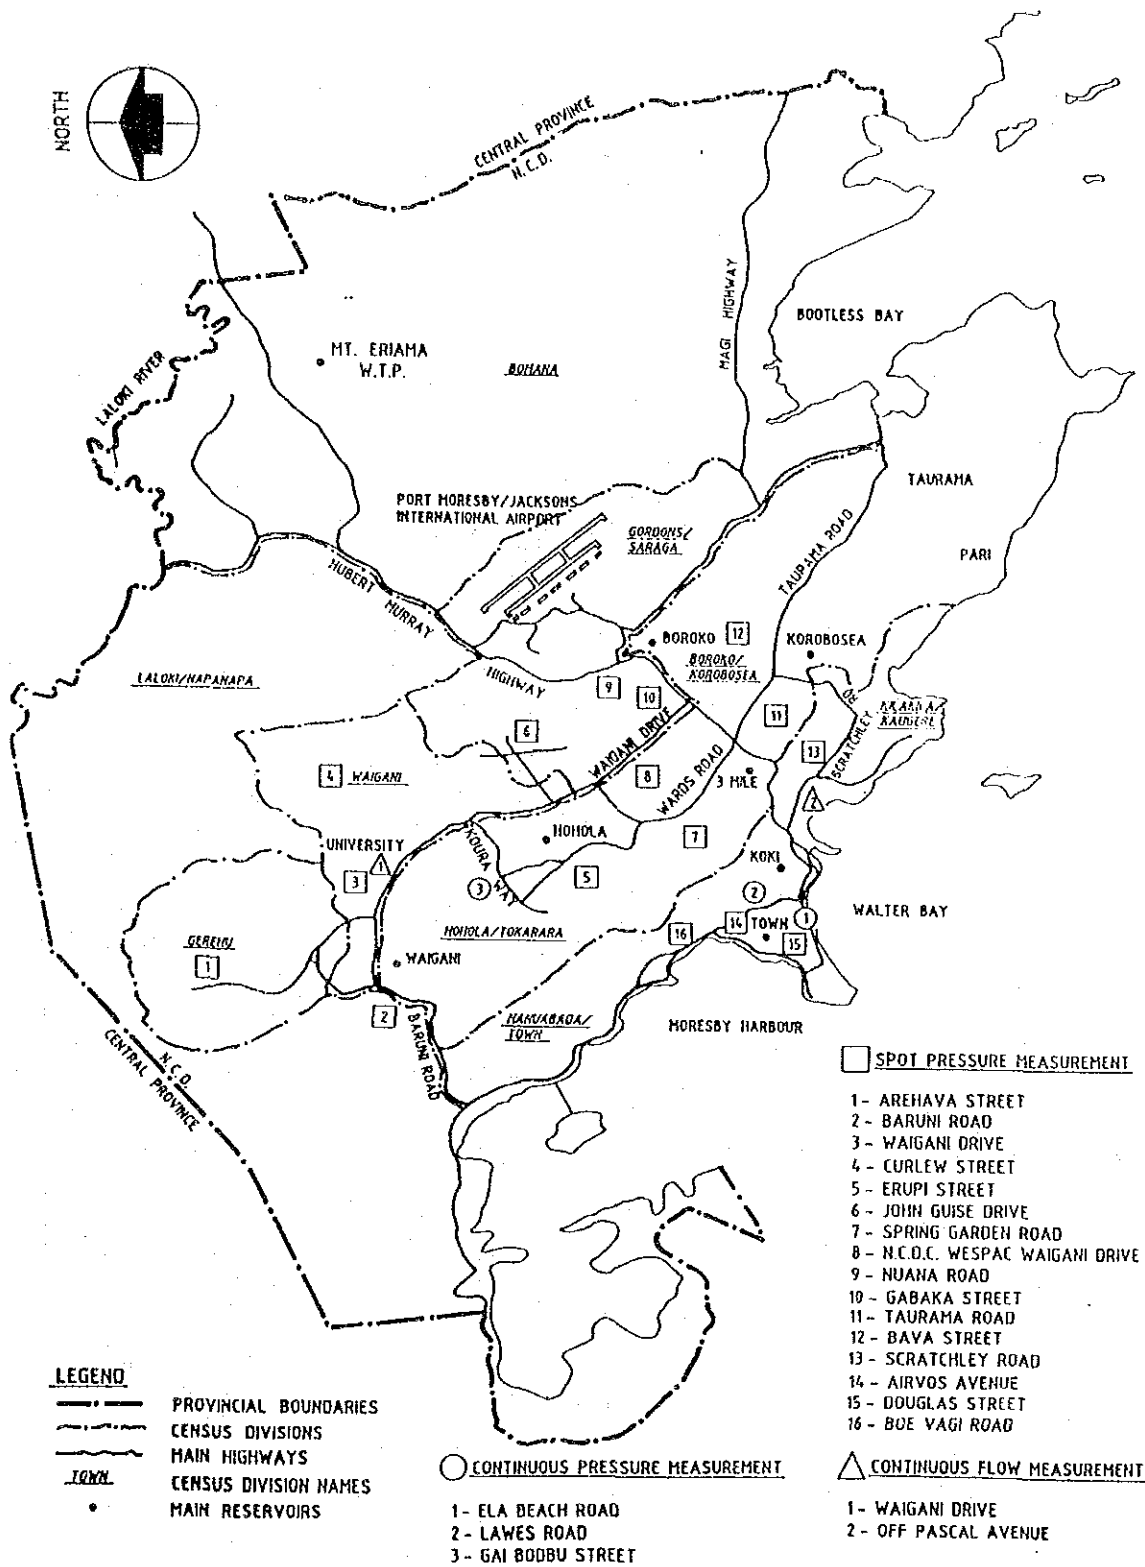 NORTH
CENTRAL PROVINCE
N.C.D.
LALOKI RIVER
MT. ERIAMA
W.T.P.
BOMANA
MAGI HIGHWAY
BOOTLESS BAY
PORT MORESBY/JACKSONS
INTERNATIONAL AIRPORT
GORDONS/
SARAGA
TAURAMA
PARI
TAUPAMA ROAD
HUBERT MURRAY
HIGHWAY
BOROKO
12
KOROBOSEA
BOROKO/
KOROBOSEA
LALOKI/NAPANAPA
9
10
11
SCRATCHLEY
RD
KAUGERE
13
6
WAIGANI DRIVE
8
WARDS ROAD
3 MILE
4
WAIGANI
2
UNIVERSITY
1
HOHOLA
7
KOURA WAY
KOKI
3
3
5
2
WALTER BAY
GEREHU
1
HOHOLA/TOKARARA
16
14
TOWN
1
15
WAIGANI
2
BARUNI ROAD
HANUABADA/
TOWN
MORESBY HARBOUR
N.C.D.
CENTRAL PROVINCE
SPOT PRESSURE MEASUREMENT
1 - AREHAVA STREET
2 - BARUNI ROAD
3 - WAIGANI DRIVE
4 - CURLEW STREET
5 - ERUPI STREET
6 - JOHN GUISE DRIVE
7 - SPRING GARDEN ROAD
8 - N.C.D.C. WESPAC WAIGANI DRIVE
9 - NUANA ROAD
10 - GABAKA STREET
11 - TAURAMA ROAD
12 - BAVA STREET
13 - SCRATCHLEY ROAD
14 - AIRVOS AVENUE
15 - DOUGLAS STREET
16 - BOE VAGI ROAD
LEGEND
PROVINCIAL BOUNDARIES
CENSUS DIVISIONS
MAIN HIGHWAYS
TOWN CENSUS DIVISION NAMES
MAIN RESERVOIRS
CONTINUOUS PRESSURE MEASUREMENT
1 - ELA BEACH ROAD
2 - LAWES ROAD
3 - GAI BODBU STREET
CONTINUOUS FLOW MEASUREMENT
1 - WAIGANI DRIVE
2 - OFF PASCAL AVENUE